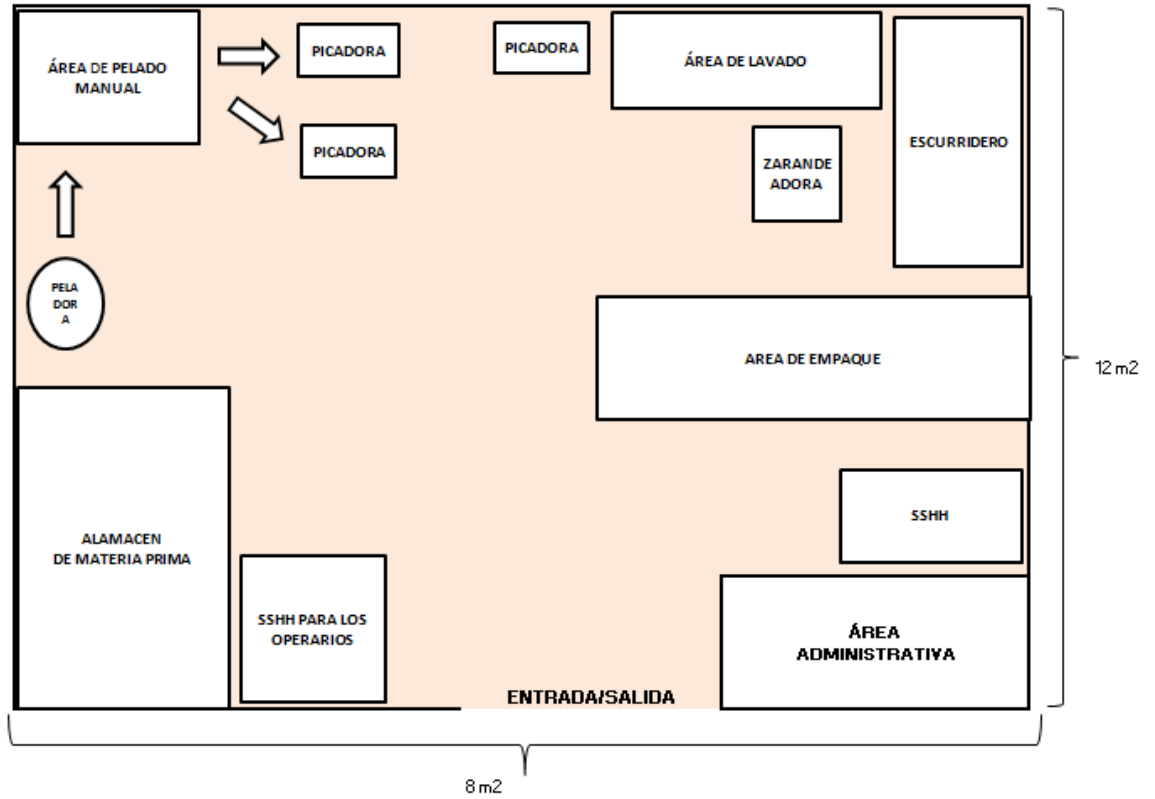 ÁREA DE PELADO
MANUAL
PICADORA
PICADORA
PICADORA
ÁREA DE LAVADO
ESCURRIDERO
ZARANDE
ADORA
PELA
DOR
A
AREA DE EMPAQUE
12 m2
ALAMACEN
DE MATERIA PRIMA
SSHH PARA LOS
OPERARIOS
SSHH
ÁREA
ADMINISTRATIVA
ENTRADA/SALIDA
8 m2